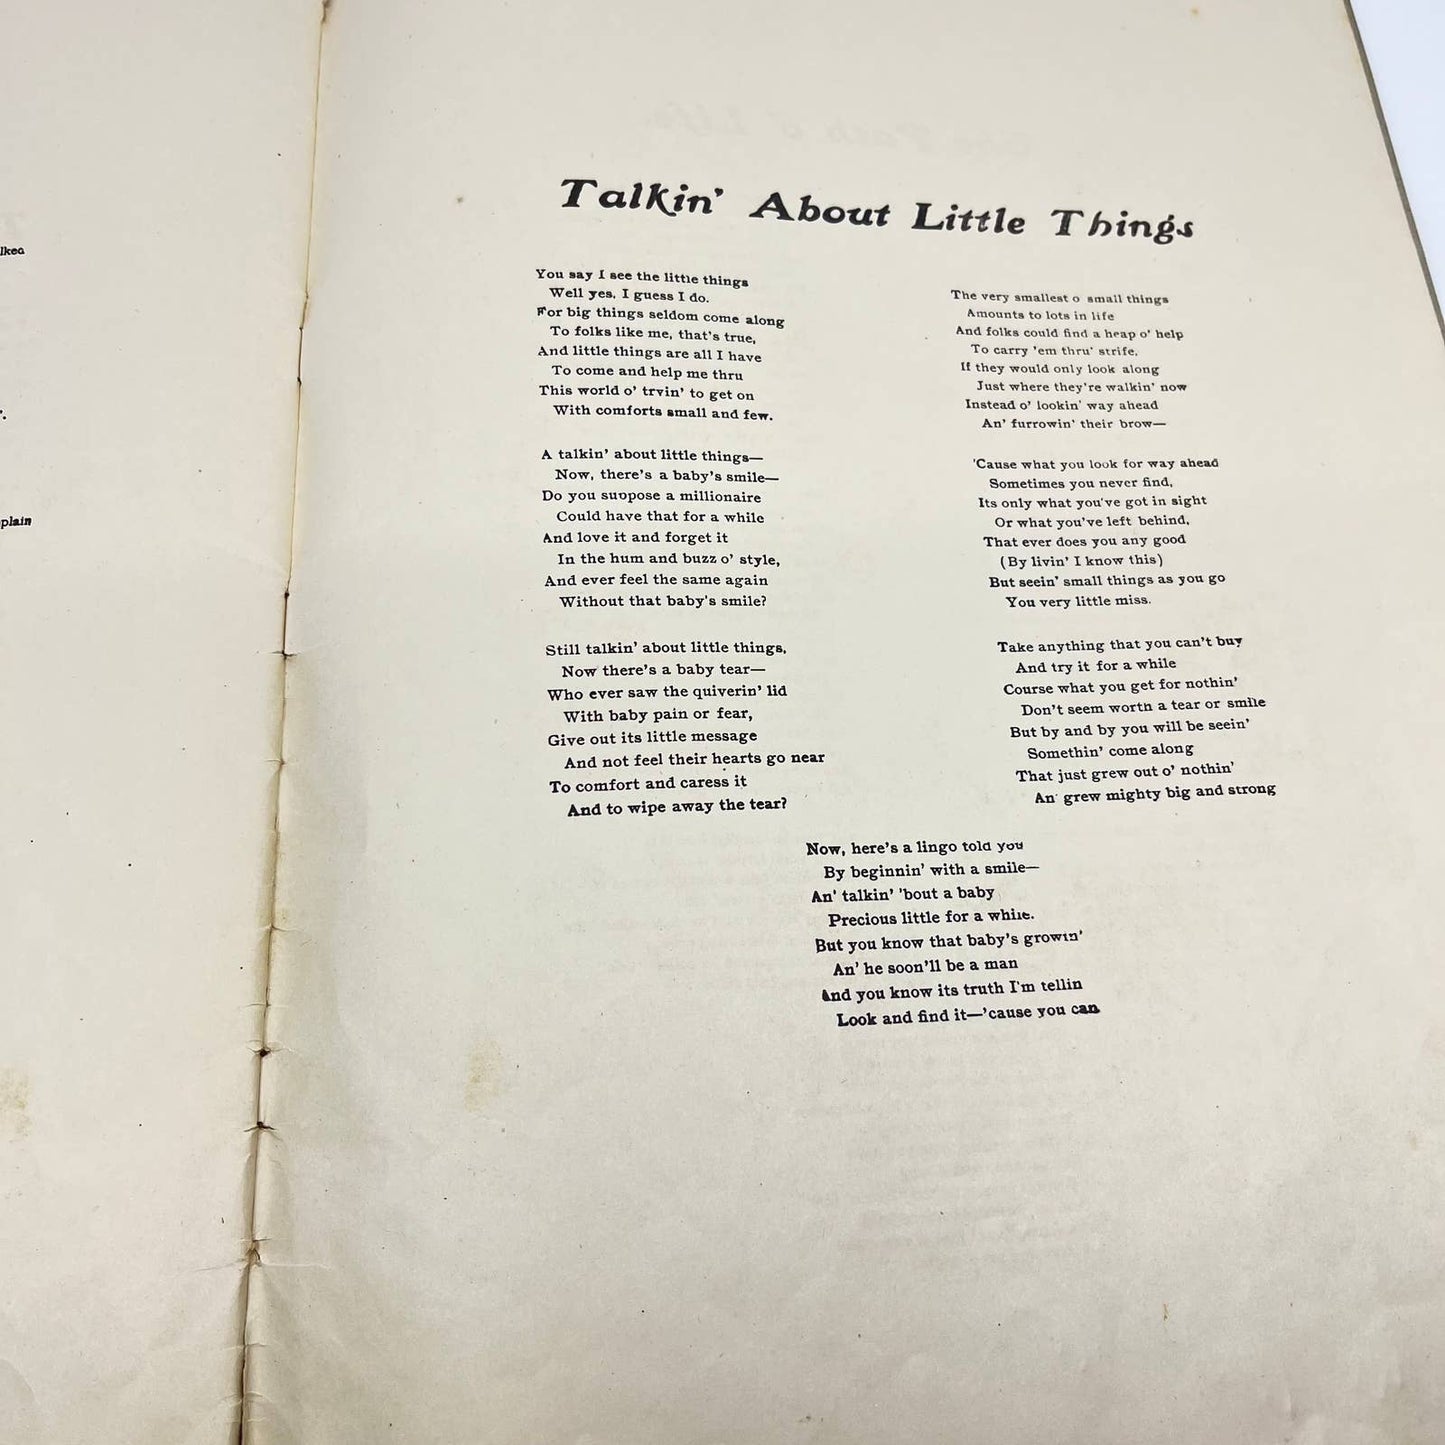 lked
plain
Talkin' About Little Things
You say I see the little things
Well yes, I guess I do.
For big things seldom come along
To folks like me, that's true,
And little things are all I have
To come and help me thru
This world o' tryin' to get on
With comforts small and few.
A talkin' about little things—
Now, there's a baby's smile—
Do you suppose a millionaire
Could have that for a while
And love it and forget it
In the hum and buzz o' style,
And ever feel the same again
Without that baby's smile?
Still talkin' about little things,
Now there's a baby tear—
Who ever saw the quiverin' lid
With baby pain or fear,
Give out its little message
And not feel their hearts go near
To comfort and caress it
And to wipe away the tear?
The very smallest o small things
Amounts to lots in life
And folks could find a heap o' help
To carry 'em thru' strife,
If they would only look along
Just where they're walkin' now
Instead o' lookin' way ahead
An' furrowin' their brow—
'Cause what you look for way ahead
Sometimes you never find,
Its only what you've got in sight
Or what you've left behind,
That ever does you any good
(By livin' I know this)
But seein' small things as you go
You very little miss.
Take anything that you can't buy
And try it for a while
Course what you get for nothin'
Don't seem worth a tear or smile
But by and by you will be seein'
Somethin' come along
That just grew out o' nothin'
An' grew mighty big and strong
Now, here's a lingo told you
By beginnin' with a smile—
An' talkin' 'bout a baby
Precious little for a while.
But you know that baby's growin'
An' he soon'll be a man
And you know its truth I'm tellin
Look and find it—'cause you can